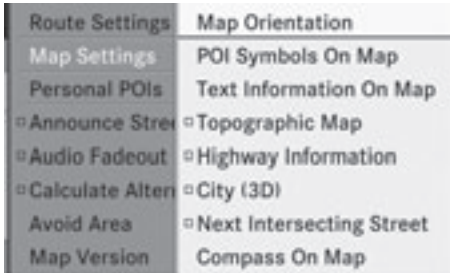 Route Settings
Map Settings
Personal POIs
Announce Stree
Audio Fadeout
Calculate Altern
Avoid Area
Map Version
Map Orientation
POI Symbols On Map
Text Information On Map
Topographic Map
Highway Information
City (3D)
Next Intersecting Street
Compass On Map